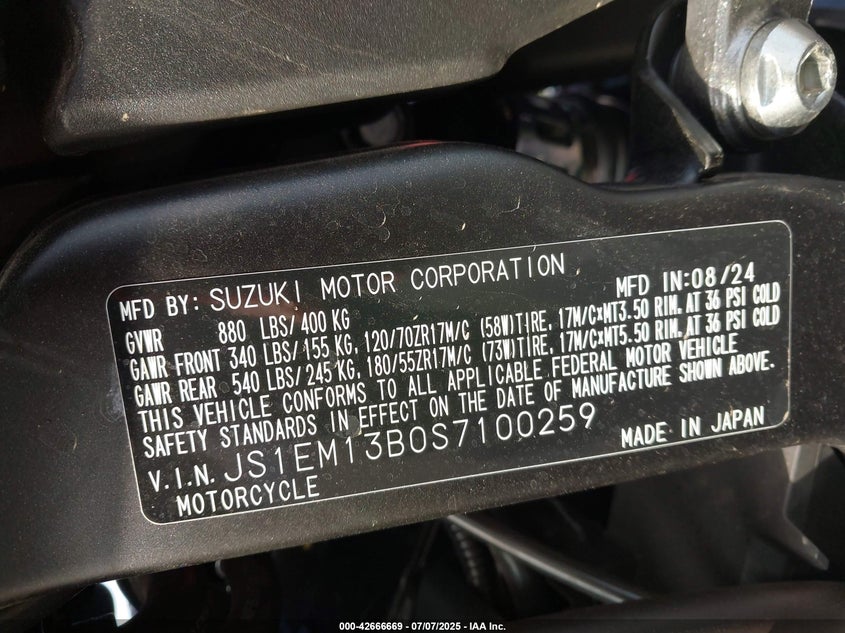 MFD BY: SUZUKI MOTOR CORPORATION MFD IN:08/24
GVWR 880 LBS/400 KG
GAWR FRONT 340 LBS/155 KG, 120/70ZR17M/C (58W)TIRE, 17M/C×MT3.50 RIM, AT 36 PSI COLD
GAWR REAR 540 LBS/245 KG, 180/55ZR17M/C (73W)TIRE, 17M/C×MT5.50 RIM, AT 36 PSI COLD
THIS VEHICLE CONFORMS TO ALL APPLICABLE FEDERAL MOTOR VEHICLE
SAFETY STANDARDS IN EFFECT ON THE DATE OF MANUFACTURE SHOWN ABOVE.
V.I.N. JS1EM13B0S7100259 MADE IN JAPAN
MOTORCYCLE
000-42666669 | 07/07/2025 - IAA Inc.